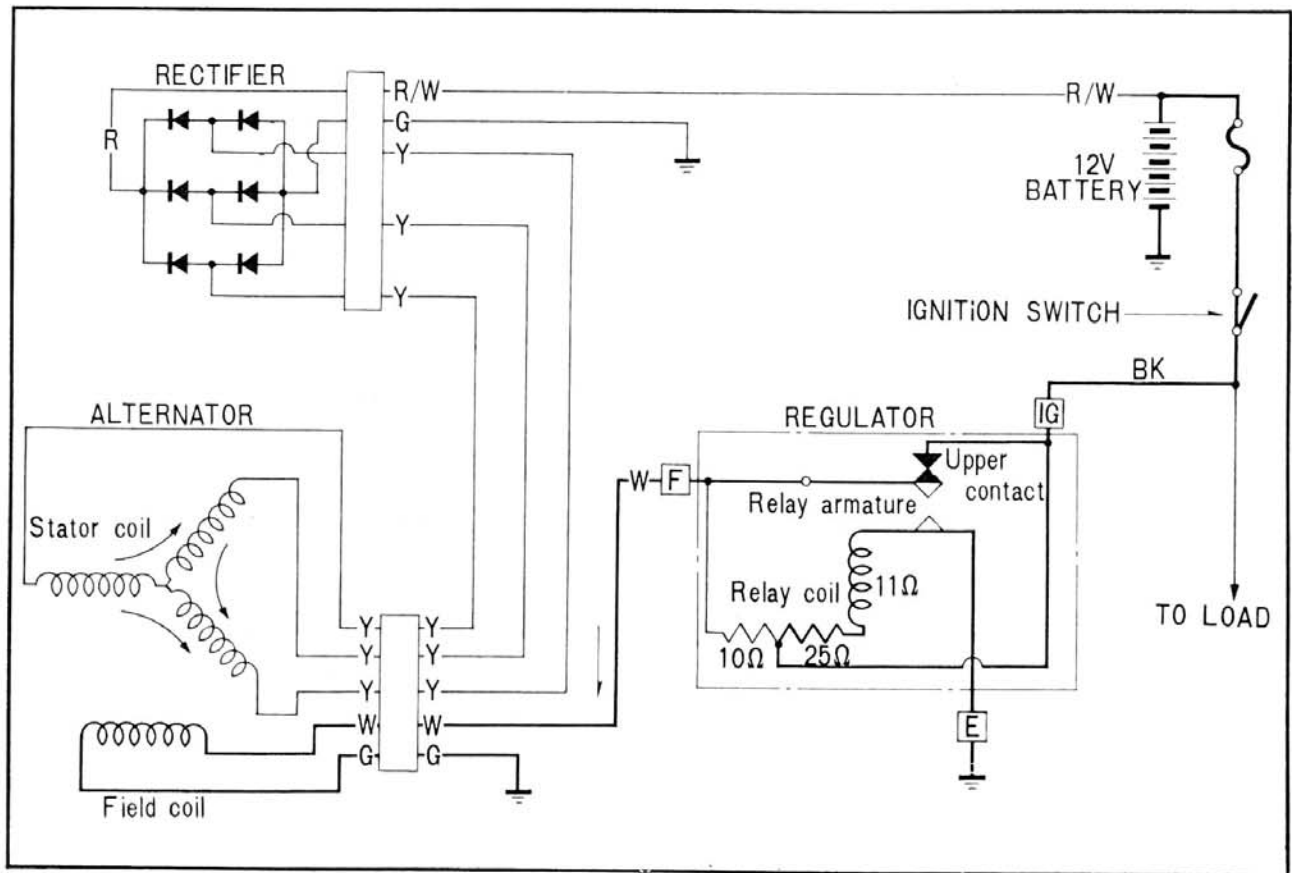 RECTIFIER
R/W
R/W
G
R
Y
12V
BATTERY
Y
Y
IGNITiON SWITCH
BK
ALTERNATOR
REGULATOR
IG
Upper
contact
W
F
Relay armature
Stator coil
Relay coil
11Ω
TO LOAD
10Ω
25Ω
Y
Y
Y
Y
Y
Y
W
W
E
G
G
Field coil